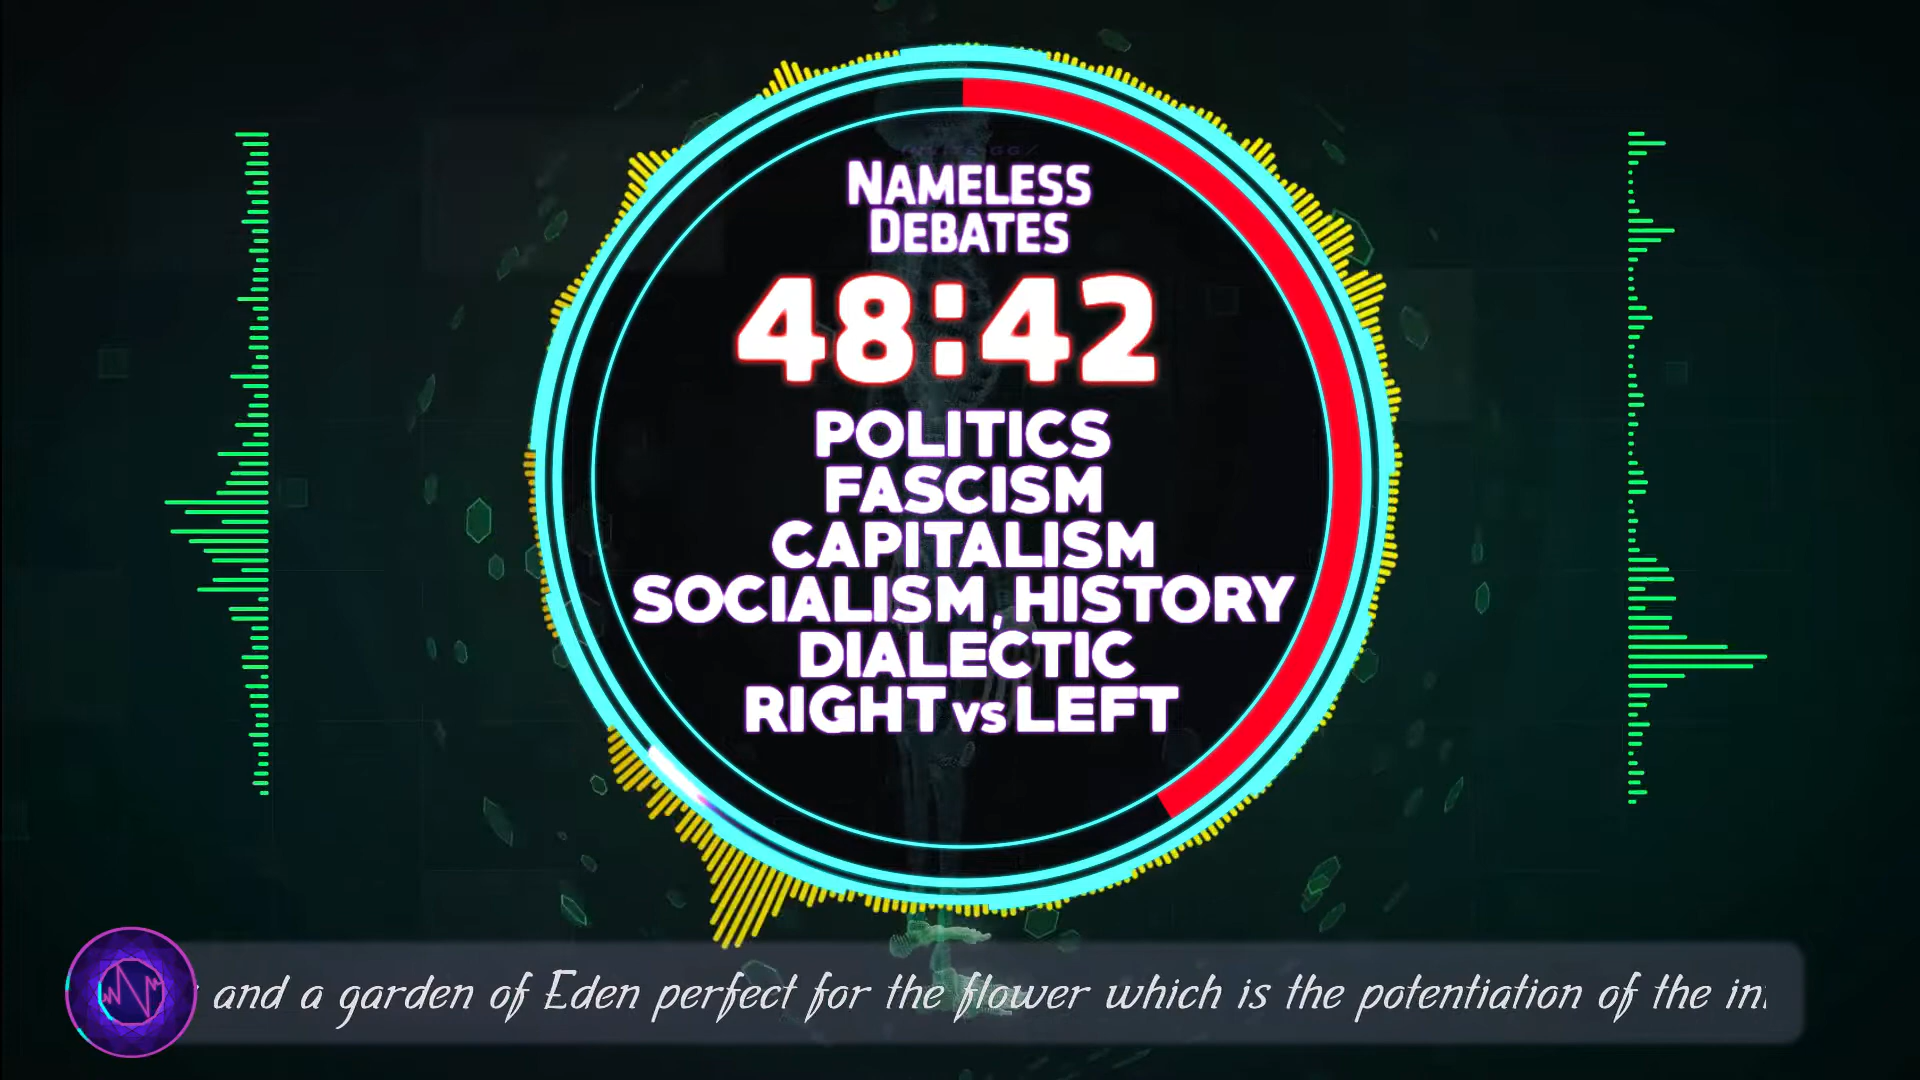 NAMELESS
DEBATES
48:42
POLITICS
FASCISM
CAPITALISM
SOCIALISM, HISTORY
DIALECTIC
RIGHT VS LEFT
and a garden of Eden perfect for the flower which is the potentiation of the